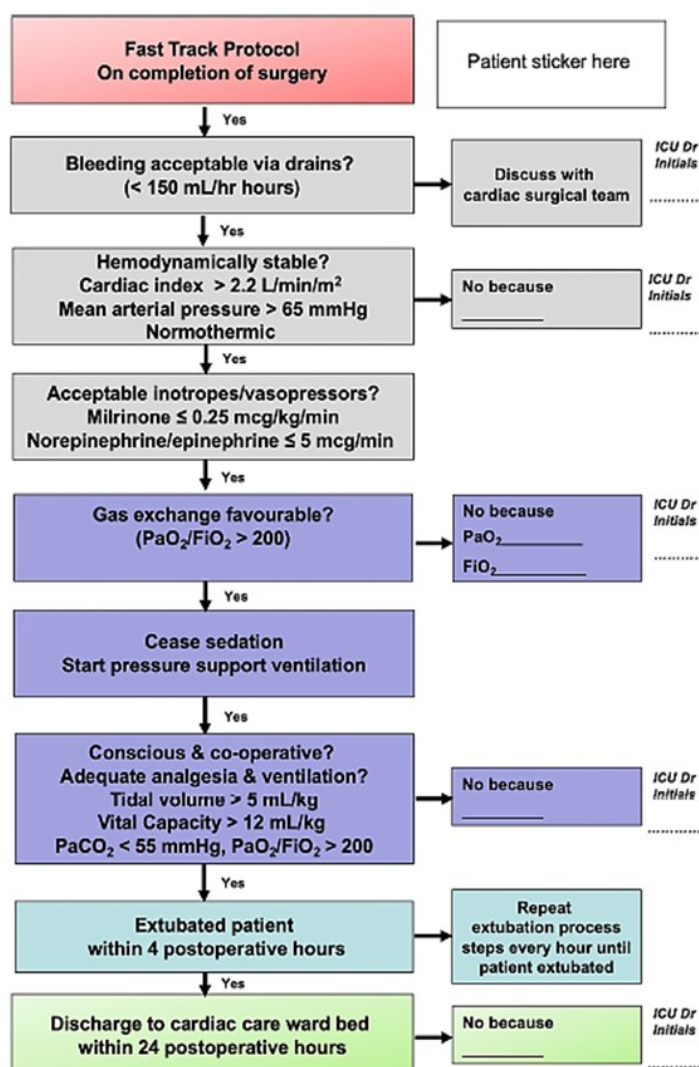 Fast Track Protocol
On completion of surgery
Patient sticker here
Yes
Bleeding acceptable via drains?
(< 150 mL/hr hours)
Discuss with
cardiac surgical team
ICU Dr
Initials
............
Yes
Hemodynamically stable?
Cardiac index > 2.2 L/min/m²
Mean arterial pressure > 65 mmHg
Normothermic
No because
________
ICU Dr
Initials
............
Yes
Acceptable inotropes/vasopressors?
Milrinone ≤ 0.25 mcg/kg/min
Norepinephrine/epinephrine ≤ 5 mcg/min
Yes
Gas exchange favourable?
(PaO₂/FiO₂ > 200)
No because
PaO₂________
FiO₂________
ICU Dr
Initials
............
Yes
Cease sedation
Start pressure support ventilation
Yes
Conscious & co-operative?
Adequate analgesia & ventilation?
Tidal volume > 5 mL/kg
Vital Capacity > 12 mL/kg
PaCO₂ < 55 mmHg, PaO₂/FiO₂ > 200
No because
________
ICU Dr
Initials
............
Yes
Extubated patient
within 4 postoperative hours
Repeat
extubation process
steps every hour until
patient extubated
Yes
Discharge to cardiac care ward bed
within 24 postoperative hours
No because
________
ICU Dr
Initials
............